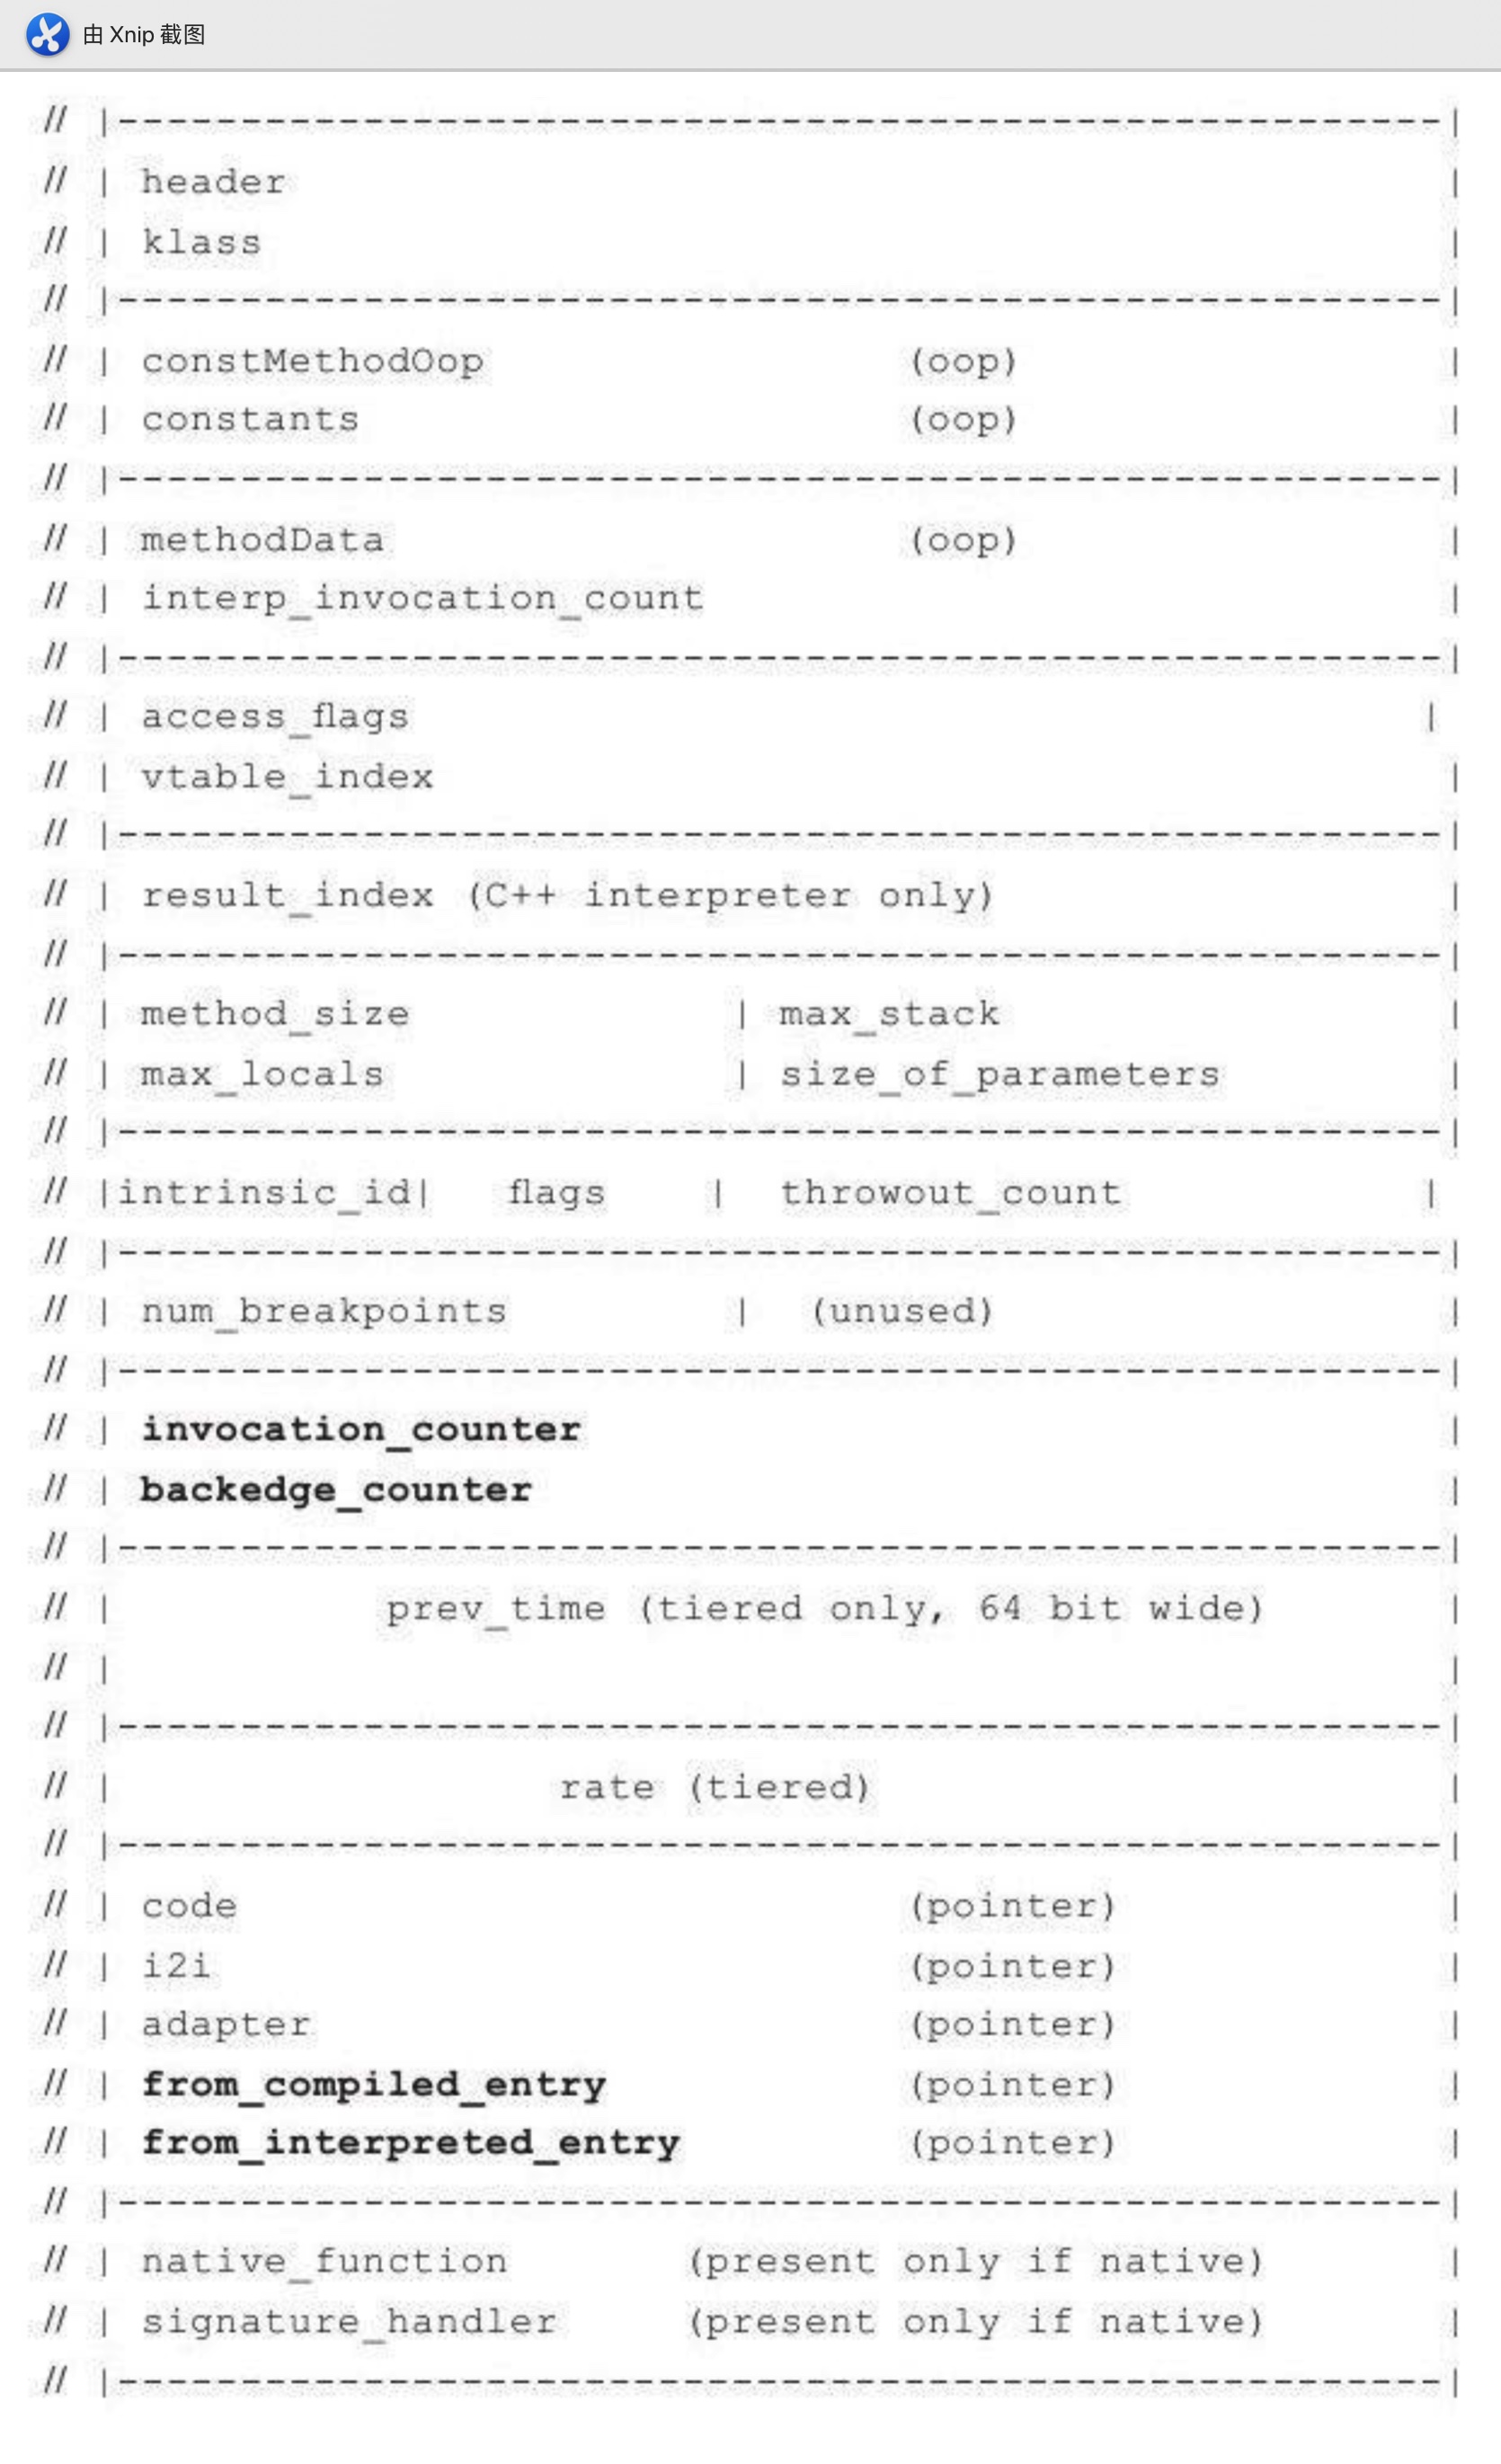 由 Xnip 截图
// |------------------------------------------------------|
// | header |
// | klass |
// |------------------------------------------------------|
// | constMethodOop (oop) |
// | constants (oop) |
// |------------------------------------------------------|
// | methodData (oop) |
// | interp_invocation_count |
// |------------------------------------------------------|
// | access_flags |
// | vtable_index |
// |------------------------------------------------------|
// | result_index (C++ interpreter only) |
// |------------------------------------------------------|
// | method_size | max_stack |
// | max_locals | size_of_parameters |
// |------------------------------------------------------|
// |intrinsic_id| flags | throwout_count |
// |------------------------------------------------------|
// | num_breakpoints | (unused) |
// |------------------------------------------------------|
// | invocation_counter |
// | backedge_counter |
// |------------------------------------------------------|
// | prev_time (tiered only, 64 bit wide) |
// | |
// |------------------------------------------------------|
// | rate (tiered) |
// |------------------------------------------------------|
// | code (pointer) |
// | i2i (pointer) |
// | adapter (pointer) |
// | from_compiled_entry (pointer) |
// | from_interpreted_entry (pointer) |
// |------------------------------------------------------|
// | native_function (present only if native) |
// | signature_handler (present only if native) |
// |------------------------------------------------------|